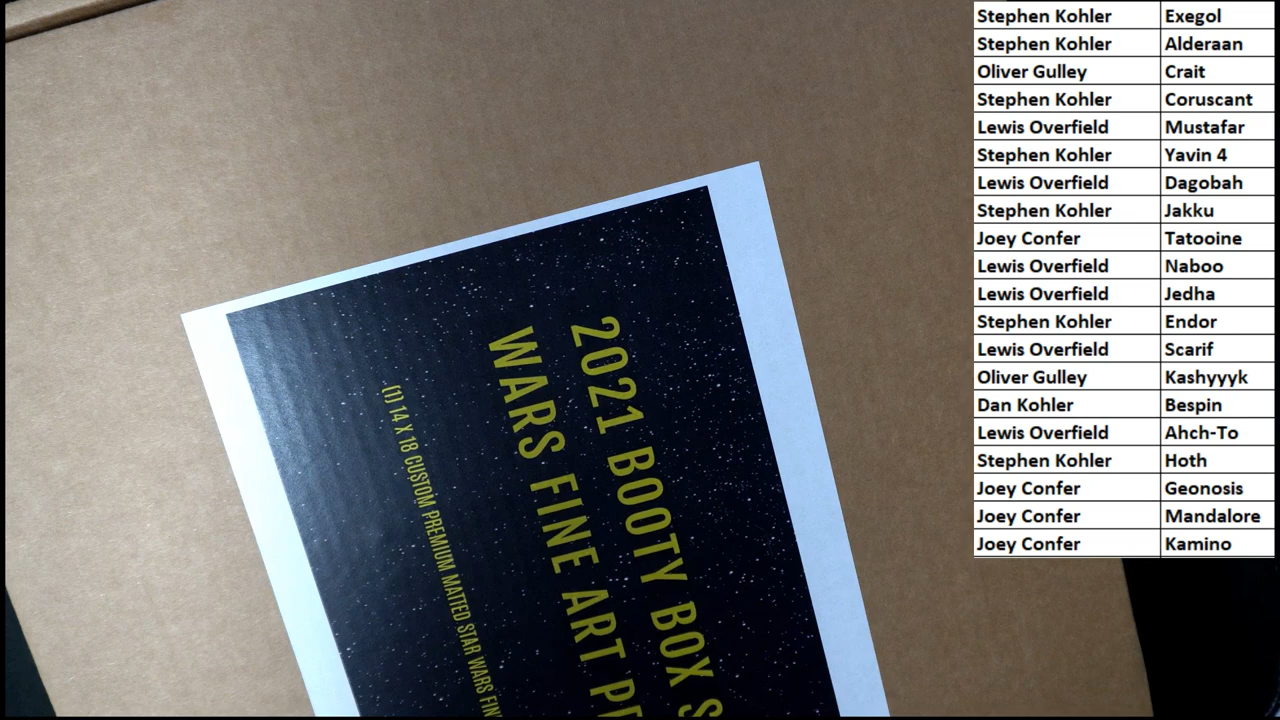 2021 BOOTY BOX S
WARS FINE ART PR
(1) 14 X 18 CUSTOM PREMIUM MATTED STAR WARS FIN
Stephen Kohler Exegol
Stephen Kohler Alderaan
Oliver Gulley Crait
Stephen Kohler Coruscant
Lewis Overfield Mustafar
Stephen Kohler Yavin 4
Lewis Overfield Dagobah
Stephen Kohler Jakku
Joey Confer Tatooine
Lewis Overfield Naboo
Lewis Overfield Jedha
Stephen Kohler Endor
Lewis Overfield Scarif
Oliver Gulley Kashyyyk
Dan Kohler Bespin
Lewis Overfield Ahch-To
Stephen Kohler Hoth
Joey Confer Geonosis
Joey Confer Mandalore
Joey Confer Kamino